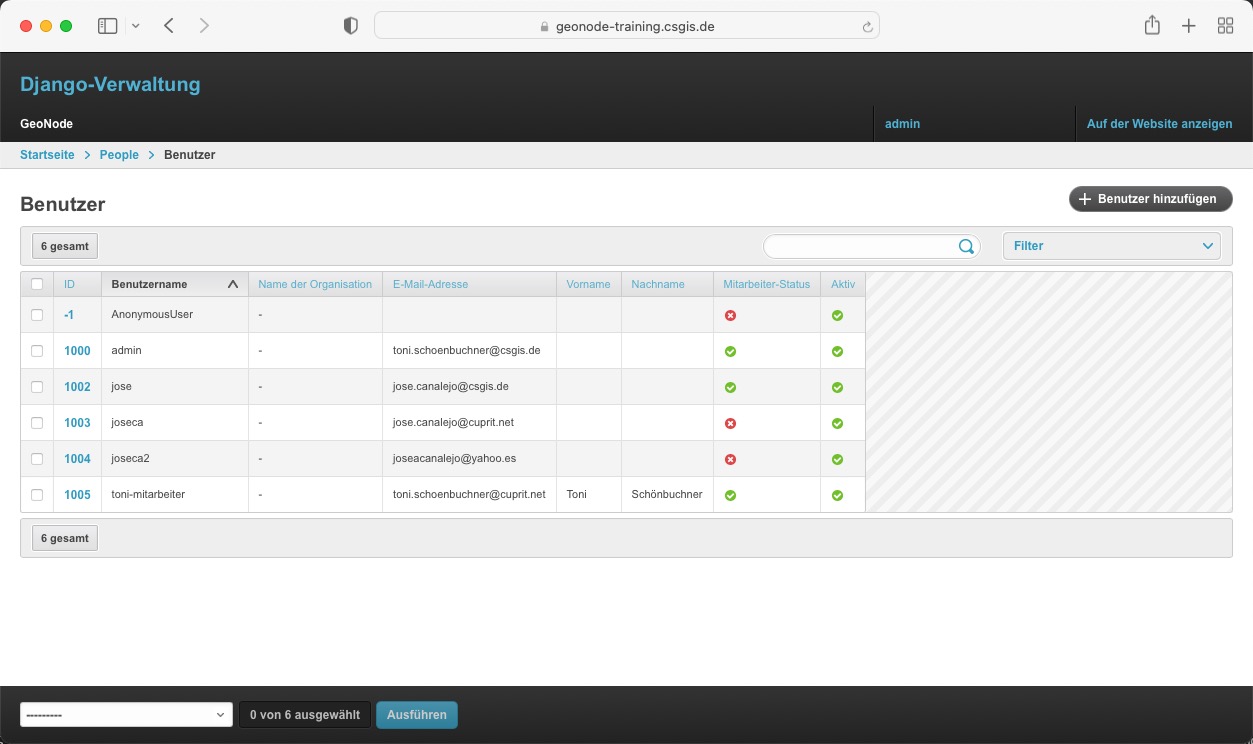 geonode-training.csgis.de
Django-Verwaltung
GeoNode admin Auf der Website anzeigen
Startseite > People > Benutzer
Benutzer + Benutzer hinzufügen
6 gesamt Filter
ID Benutzername Name der Organisation E-Mail-Adresse Vorname Nachname Mitarbeiter-Status Aktiv
-1 AnonymousUser -
1000 admin - toni.schoenbuchner@csgis.de
1002 jose - jose.canalejo@csgis.de
1003 joseca - jose.canalejo@cuprit.net
1004 joseca2 - joseacanalejo@yahoo.es
1005 toni-mitarbeiter - toni.schoenbuchner@cuprit.net Toni Schönbuchner
6 gesamt
--------- 0 von 6 ausgewählt Ausführen